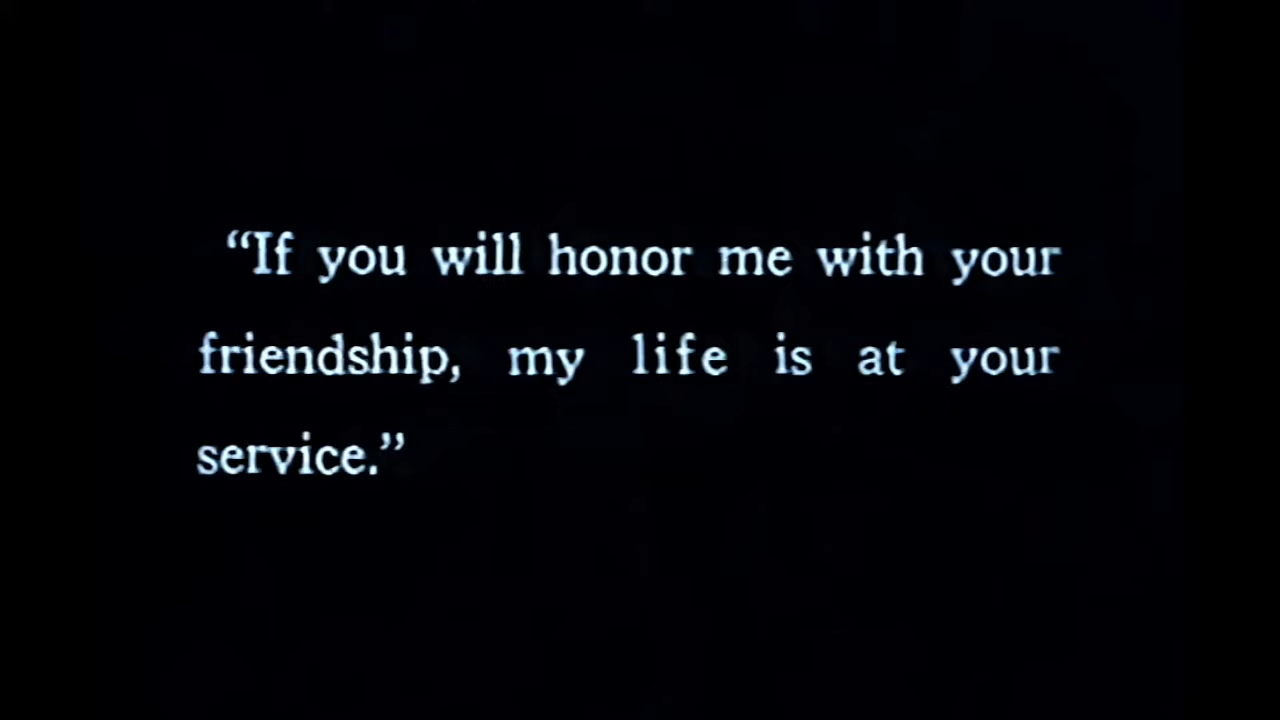 “If you will honor me with your
friendship, my life is at your
service.”